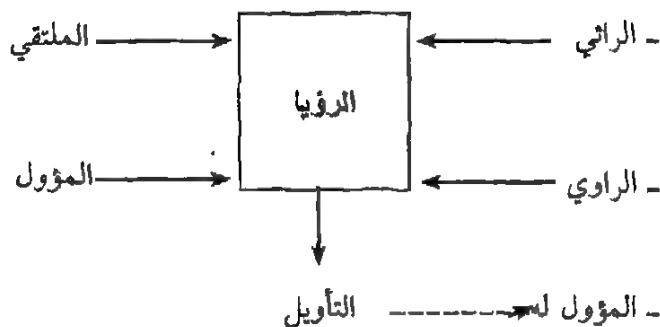 - الرائي الملتقي
الرؤيا
- الراوي المؤول
- المؤول له التأويل